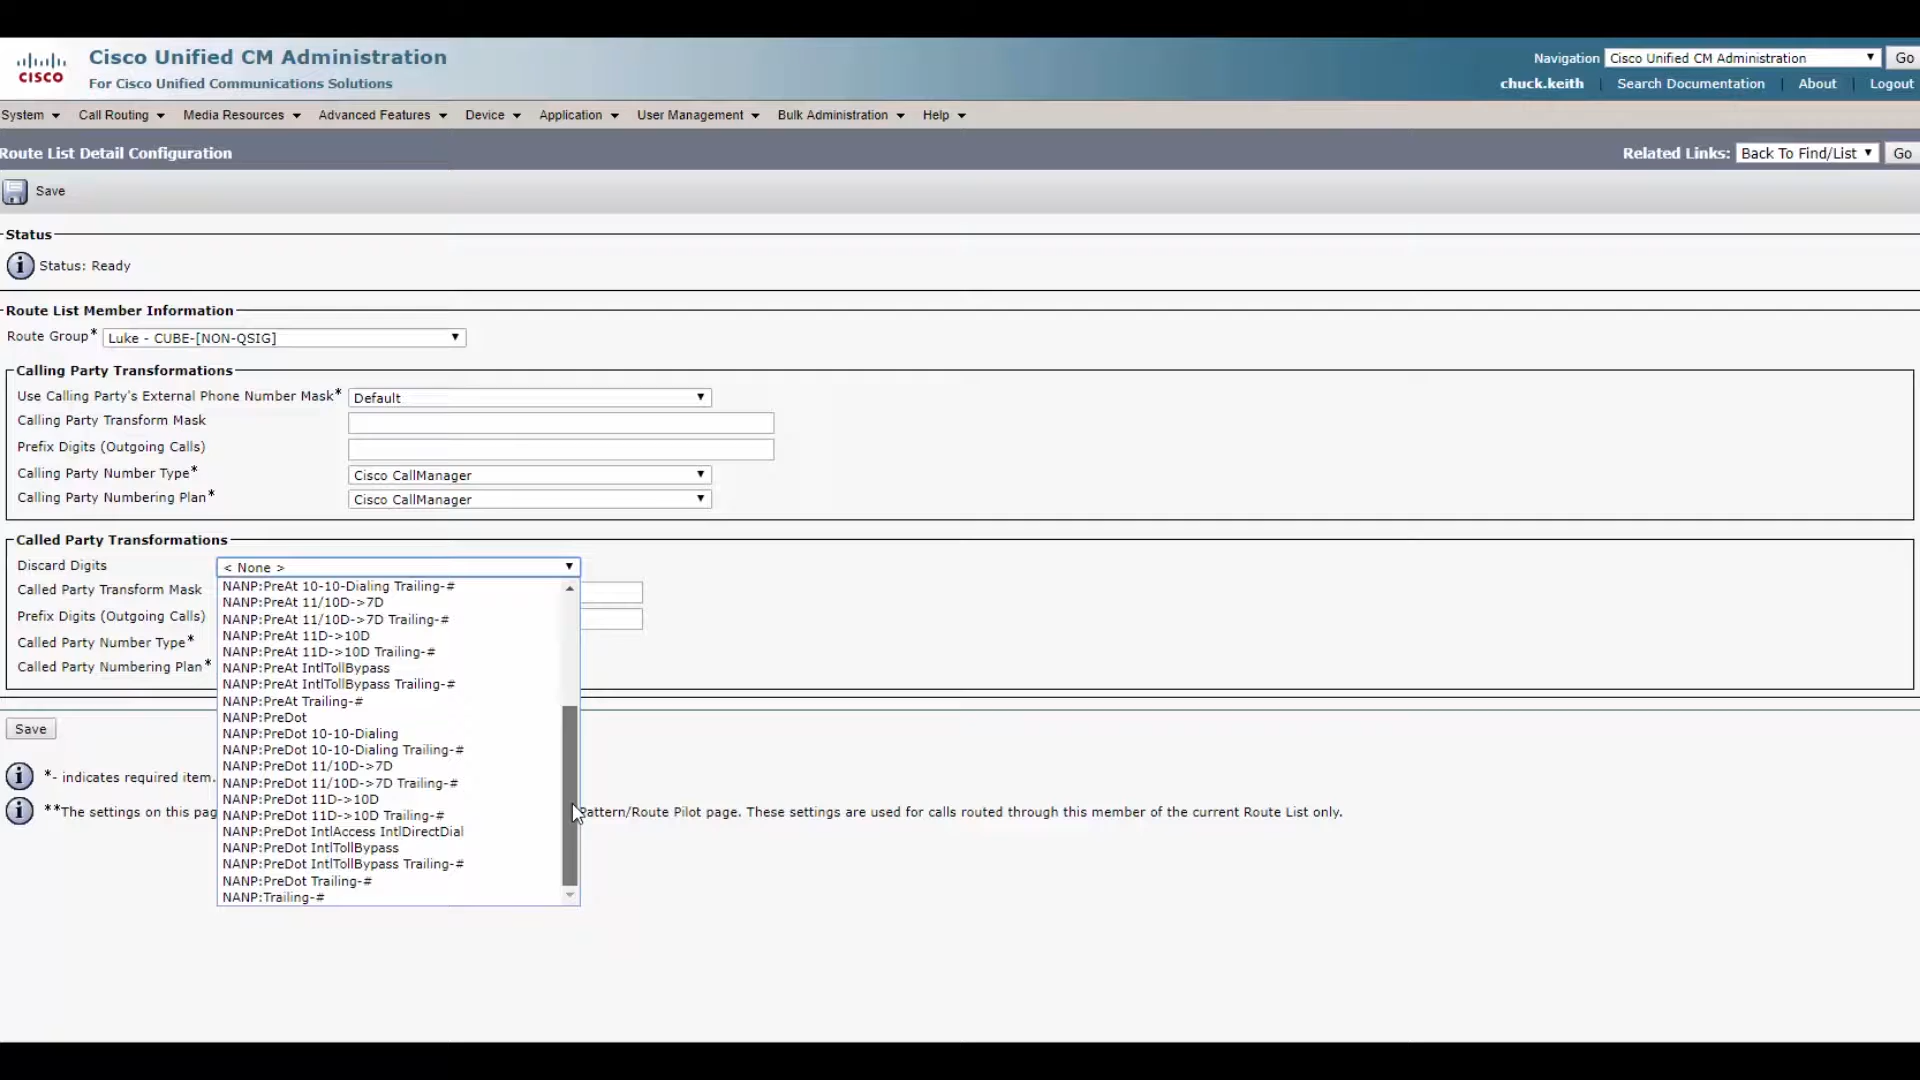 Cisco Unified CM Administration
For Cisco Unified Communications Solutions
CISCO
Navigation Cisco Unified CM Administration Go
chuck.keith Search Documentation About Logout
System Call Routing Media Resources Advanced Features Device Application User Management Bulk Administration Help
Route List Detail Configuration
Related Links: Back To Find/List Go
Save
Status
Status: Ready
Route List Member Information
Route Group* Luke - CUBE-[NON-QSIG]
Calling Party Transformations
Use Calling Party's External Phone Number Mask* Default
Calling Party Transform Mask
Prefix Digits (Outgoing Calls)
Calling Party Number Type* Cisco CallManager
Calling Party Numbering Plan* Cisco CallManager
Called Party Transformations
Discard Digits < None >
Called Party Transform Mask
Prefix Digits (Outgoing Calls)
Called Party Number Type*
Called Party Numbering Plan*
NANP:PreAt 10-10-Dialing Trailing-#
NANP:PreAt 11/10D->7D
NANP:PreAt 11/10D->7D Trailing-#
NANP:PreAt 11D->10D
NANP:PreAt 11D->10D Trailing-#
NANP:PreAt IntlTollBypass
NANP:PreAt IntlTollBypass Trailing-#
NANP:PreAt Trailing-#
NANP:PreDot
NANP:PreDot 10-10-Dialing
NANP:PreDot 10-10-Dialing Trailing-#
NANP:PreDot 11/10D->7D
NANP:PreDot 11/10D->7D Trailing-#
NANP:PreDot 11D->10D
NANP:PreDot 11D->10D Trailing-#
NANP:PreDot IntlAccess IntlDirectDial
NANP:PreDot IntlTollBypass
NANP:PreDot IntlTollBypass Trailing-#
NANP:PreDot Trailing-#
NANP:Trailing-#
Save
*- indicates required item.
**The settings on this pag Pattern/Route Pilot page. These settings are used for calls routed through this member of the current Route List only.